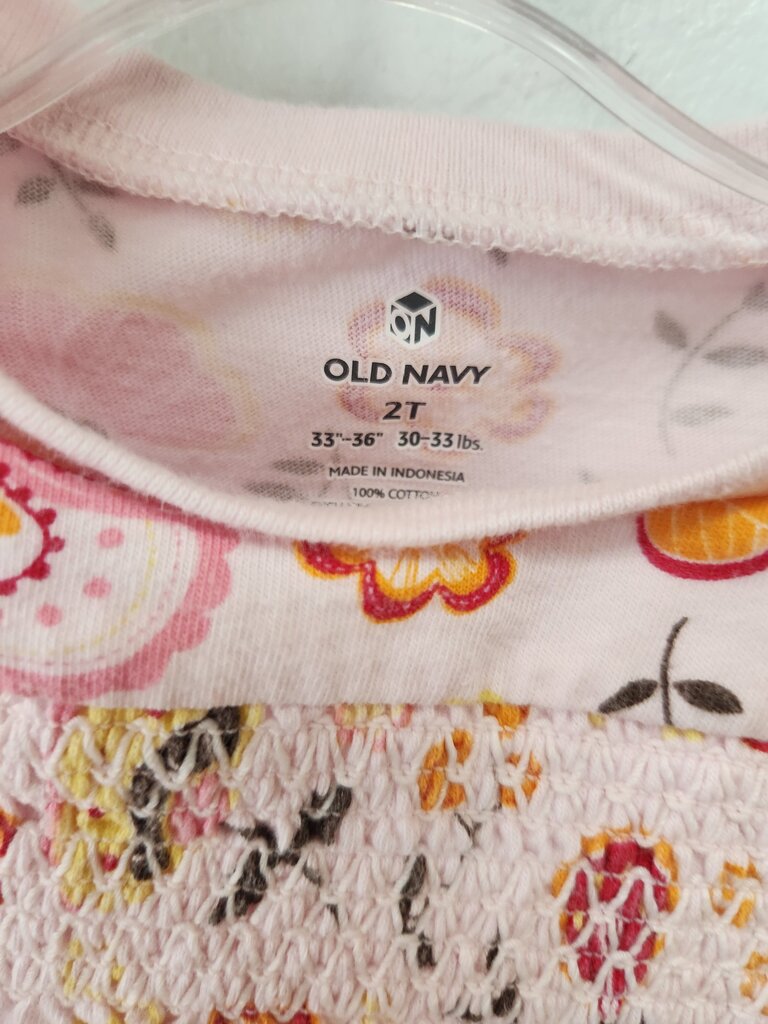 ON
OLD NAVY
2T
33"-36" 30-33 lbs.
MADE IN INDONESIA
100% COTTON